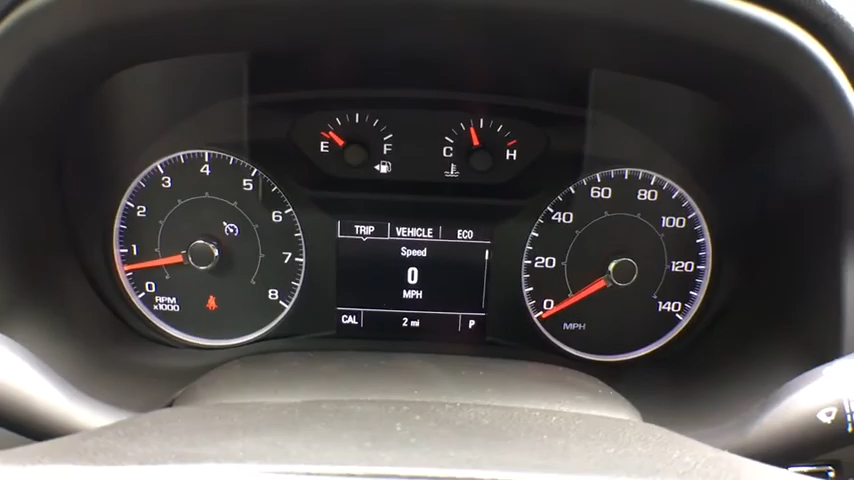 E F
C H
0 1 2 3 4 5 6 7 8
RPM
x1000
TRIP VEHICLE ECO
Speed
0
MPH
CAL 2 mi P
0 20 40 60 80 100 120 140
MPH